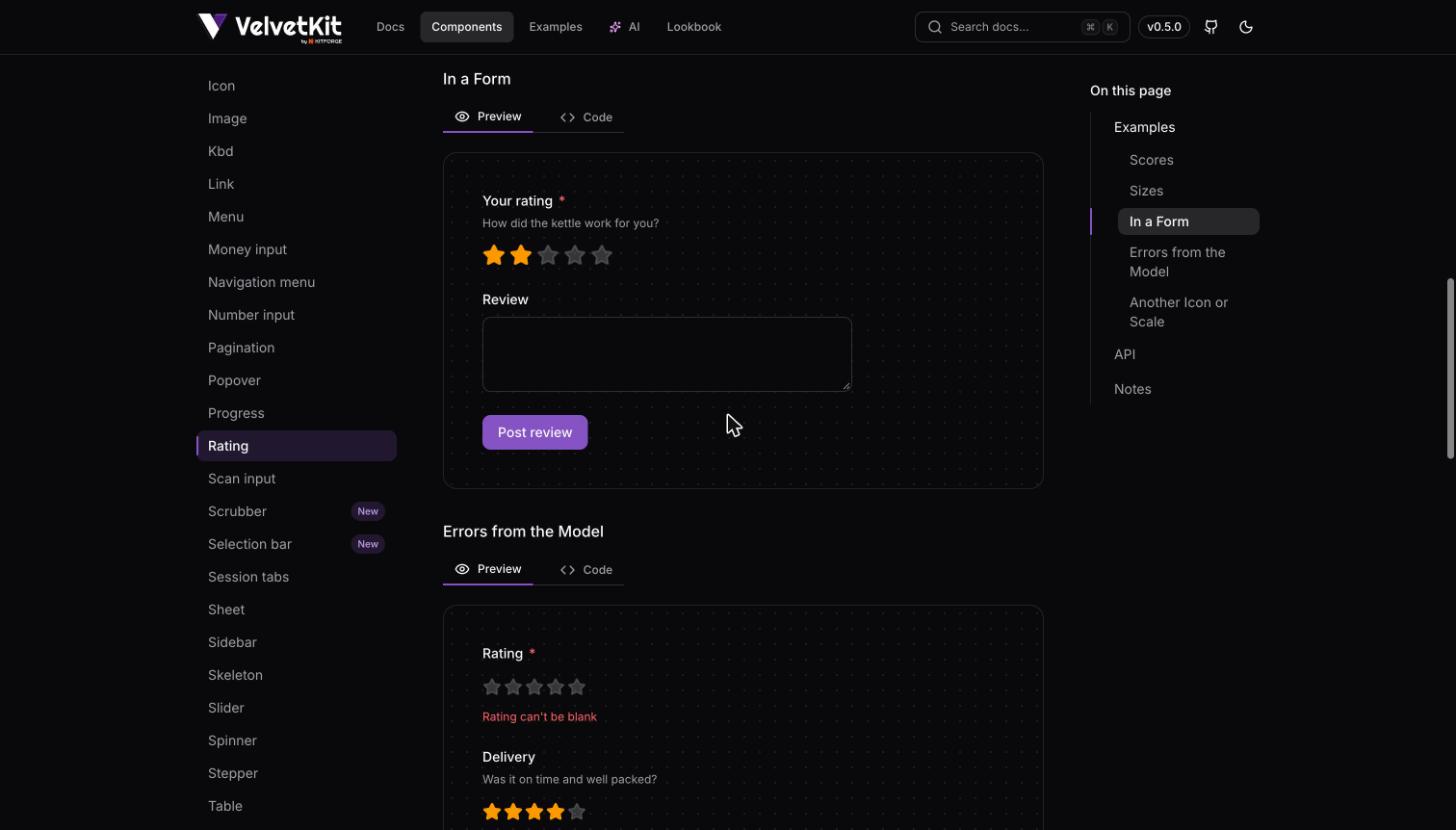 VelvetKit
by KITFORGE
Docs
Components
Examples
AI
Lookbook
Search docs...
⌘ K
v0.5.0
Icon
Image
Kbd
Link
Menu
Money input
Navigation menu
Number input
Pagination
Popover
Progress
Rating
Scan input
Scrubber New
Selection bar New
Session tabs
Sheet
Sidebar
Skeleton
Slider
Spinner
Stepper
Table
In a Form
Preview
Code
Your rating *
How did the kettle work for you?
Review
Post review
Errors from the Model
Preview
Code
Rating *
Rating can't be blank
Delivery
Was it on time and well packed?
On this page
Examples
Scores
Sizes
In a Form
Errors from the
Model
Another Icon or
Scale
API
Notes